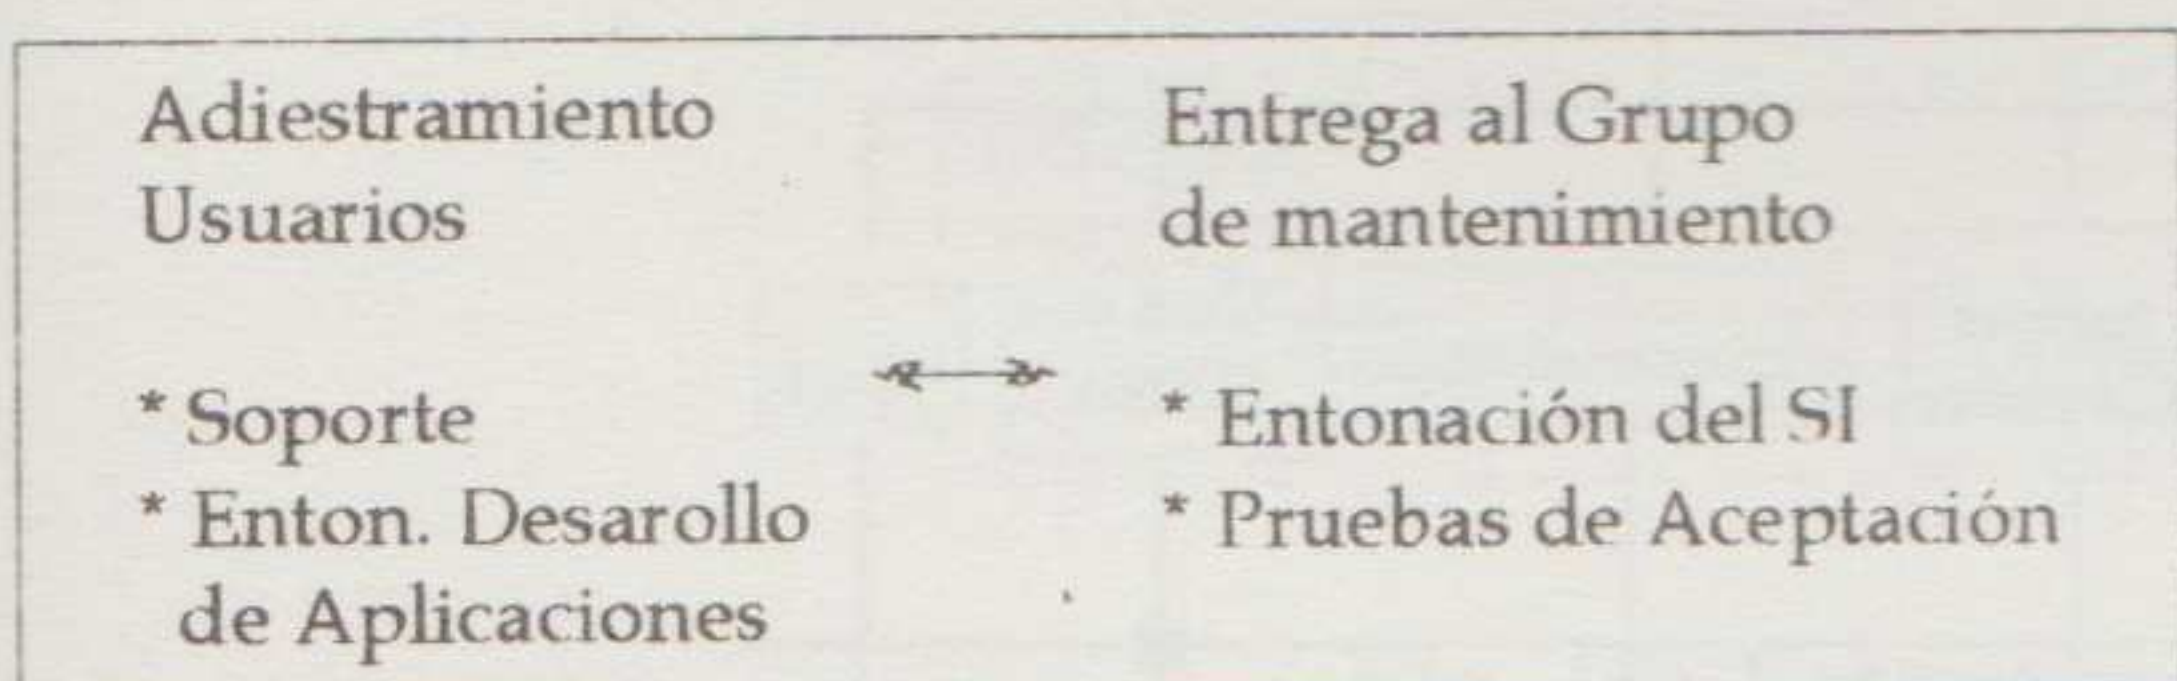 Adiestramiento
Usuarios
* Soporte
* Enton. Desarollo
de Aplicaciones
Entrega al Grupo
de mantenimiento
* Entonación del SI
* Pruebas de Aceptación